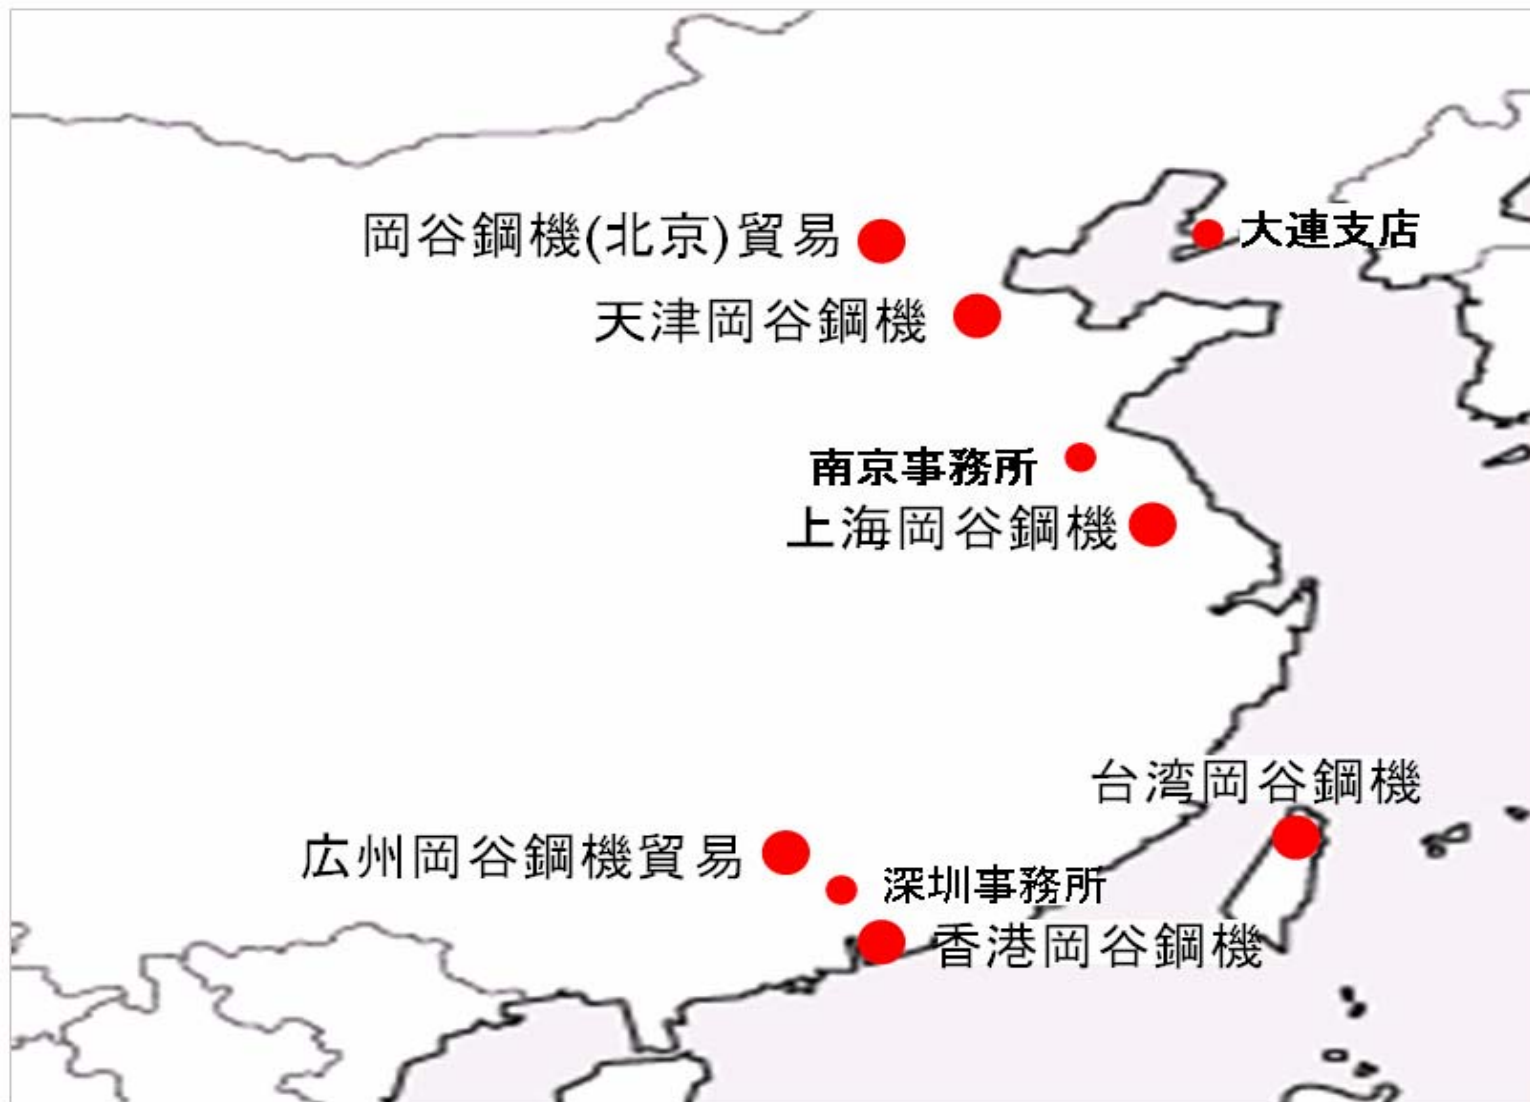 岡谷鋼機(北京)貿易
大連支店
天津岡谷鋼機
南京事務所
上海岡谷鋼機
台湾岡谷鋼機
広州岡谷鋼機貿易
深圳事務所
香港岡谷鋼機